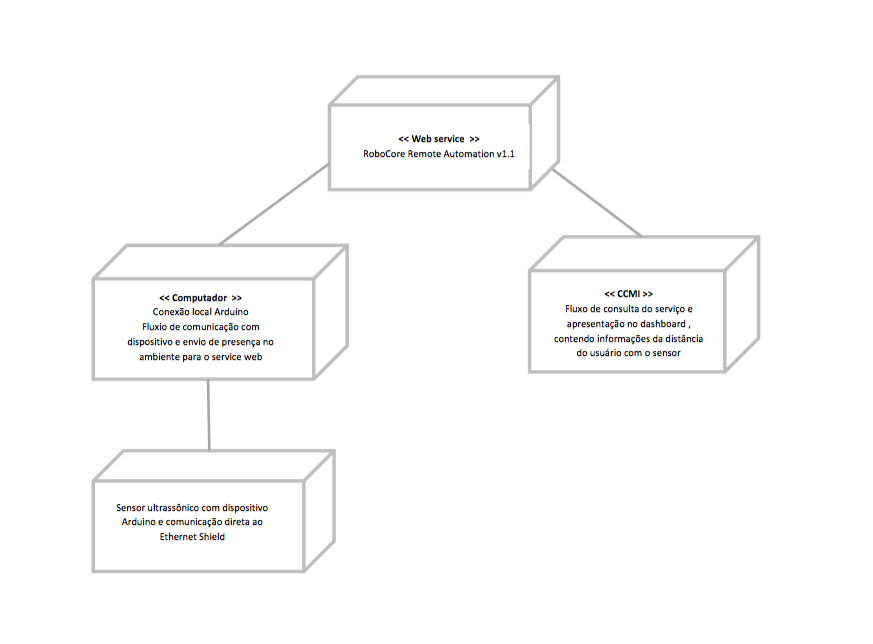 << Web service >>
RoboCore Remote Automation v1.1
<< Computador >>
Conexão local Arduino
Fluxio de comunicação com
dispositivo e envio de presença no
ambiente para o service web
<< CCMI >>
Fluxo de consulta do serviço e
apresentação no dashboard ,
contendo informações da distância
do usuário com o sensor
Sensor ultrassônico com dispositivo
Arduino e comunicação direta ao
Ethernet Shield